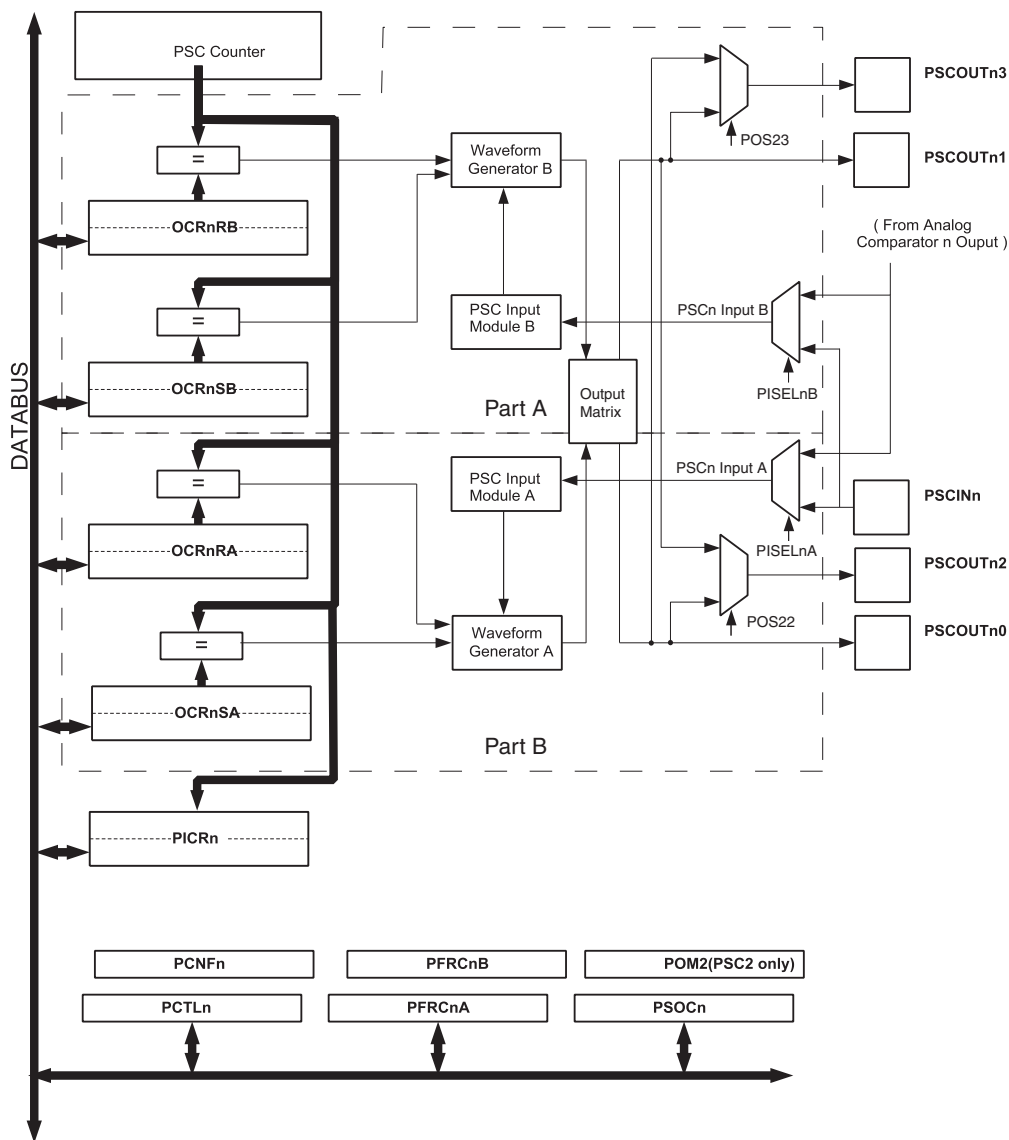 PSC Counter
PSCOUTn3
POS23
=
Waveform
Generator B
PSCOUTn1
OCRnRB
( From Analog
Comparator n Ouput )
=
PSC Input
Module B
PSCn Input B
OCRnSB
PISELnB
Output
Matrix
Part A
DATABUS
=
PSC Input
Module A
PSCn Input A
PSCINn
OCRnRA
PISELnA
PSCOUTn2
=
Waveform
Generator A
POS22
PSCOUTn0
OCRnSA
Part B
PICRn
PCNFn
PFRCnB
POM2(PSC2 only)
PCTLn
PFRCnA
PSOCn